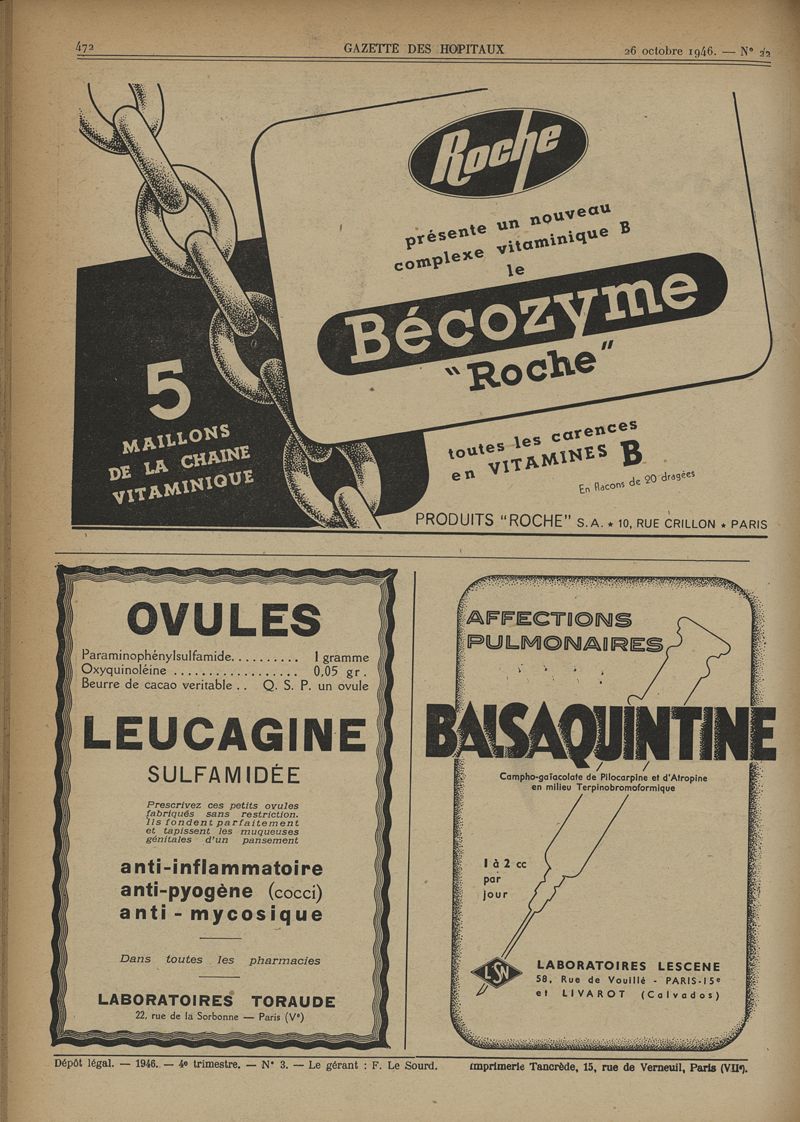 472
GAZETTE DES HOPITAUX
26 octobre 1946. — N° 22
Roche
présente un nouveau
complexe vitaminique B
le
Bécozyme
"Roche"
5
MAILLONS
DE LA CHAINE
VITAMINIQUE
toutes les carences
en VITAMINES B
En flacons de 20 dragées
PRODUITS "ROCHE" S.A. ★ 10, RUE CRILLON ★ PARIS
OVULES
Paraminophénylsulfamide.......... 1 gramme
Oxyquinoléine .................. 0,05 gr.
Beurre de cacao veritable .. Q. S. P. un ovule
LEUCAGINE
SULFAMIDÉE
Prescrivez ces petits ovules
fabriqués sans restriction.
Ils fondent parfaitement
et tapissent les muqueuses
génitales d'un pansement
anti-inflammatoire
anti-pyogène (cocci)
anti-mycosique
Dans toutes les pharmacies
LABORATOIRES TORAUDE
22, rue de la Sorbonne — Paris (Ve)
AFFECTIONS
PULMONAIRES
BALSAQUINTINE
Campho-gaïacolate de Pilocarpine et d'Atropine
en milieu Terpinobromoformique
1 à 2 cc
par
jour
LSN
LABORATOIRES LESCENE
58, Rue de Vouillé - PARIS-15e
et LIVAROT (Calvados)
Dépôt légal. — 1946. — 4e trimestre. — N° 3. — Le gérant : F. Le Sourd.
Imprimerie Tancrède, 15, rue de Verneuil, Paris (VIIe).